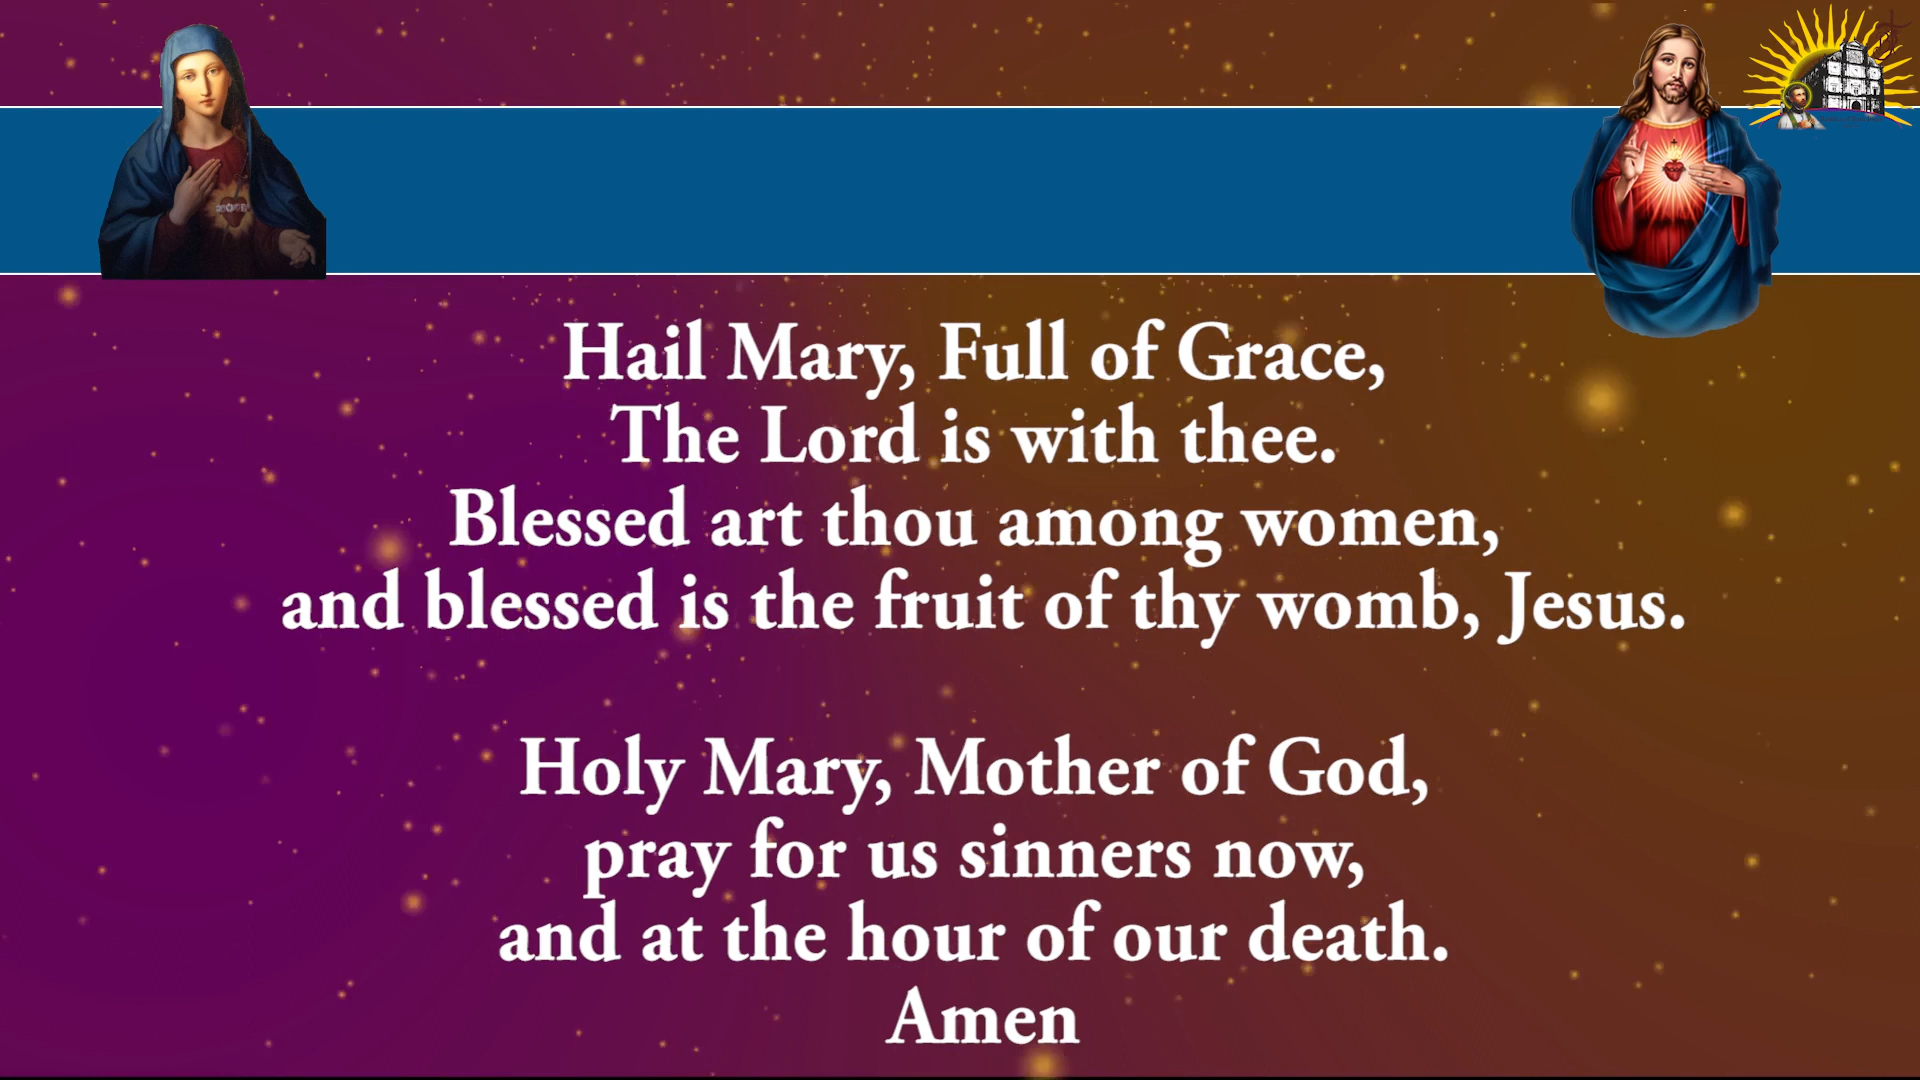 Hail Mary, Full of Grace,
The Lord is with thee.
Blessed art thou among women,
and blessed is the fruit of thy womb, Jesus.
Holy Mary, Mother of God,
pray for us sinners now,
and at the hour of our death.
Amen